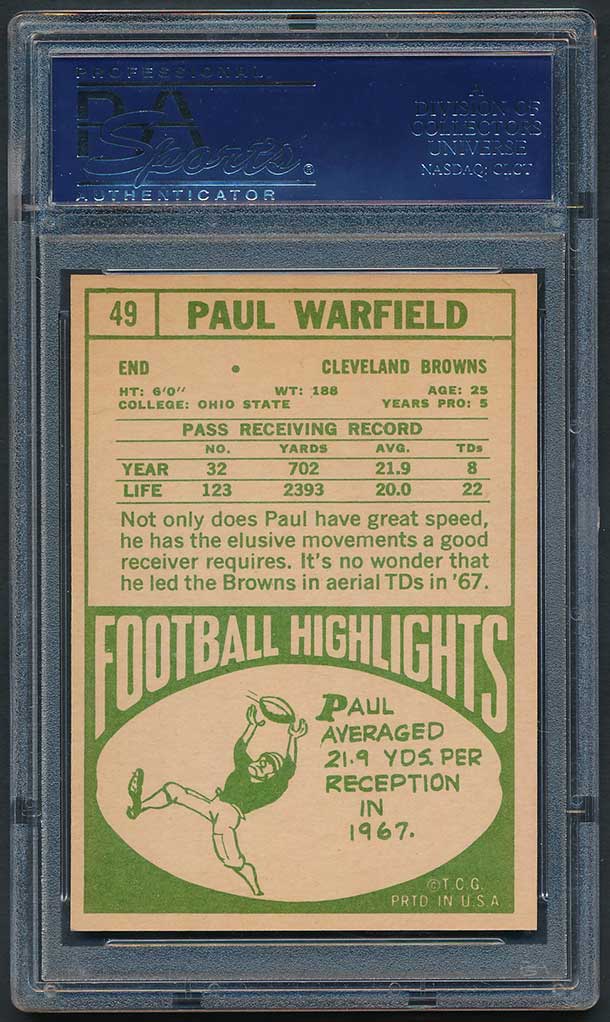 PROFESSIONAL
PSA
Sports®
AUTHENTICATOR
A
DIVISION OF
COLLECTORS
UNIVERSE
NASDAQ: CLCT
49 PAUL WARFIELD
END • CLEVELAND BROWNS
HT: 6'0" WT: 188 AGE: 25
COLLEGE: OHIO STATE YEARS PRO: 5
PASS RECEIVING RECORD
NO. YARDS AVG. TDs
YEAR 32 702 21.9 8
LIFE 123 2393 20.0 22
Not only does Paul have great speed,
he has the elusive movements a good
receiver requires. It's no wonder that
he led the Browns in aerial TDs in '67.
FOOTBALL HIGHLIGHTS
PAUL
AVERAGED
21.9 YDS. PER
RECEPTION
IN
1967.
©T.C.G.
PRTD IN U.S.A